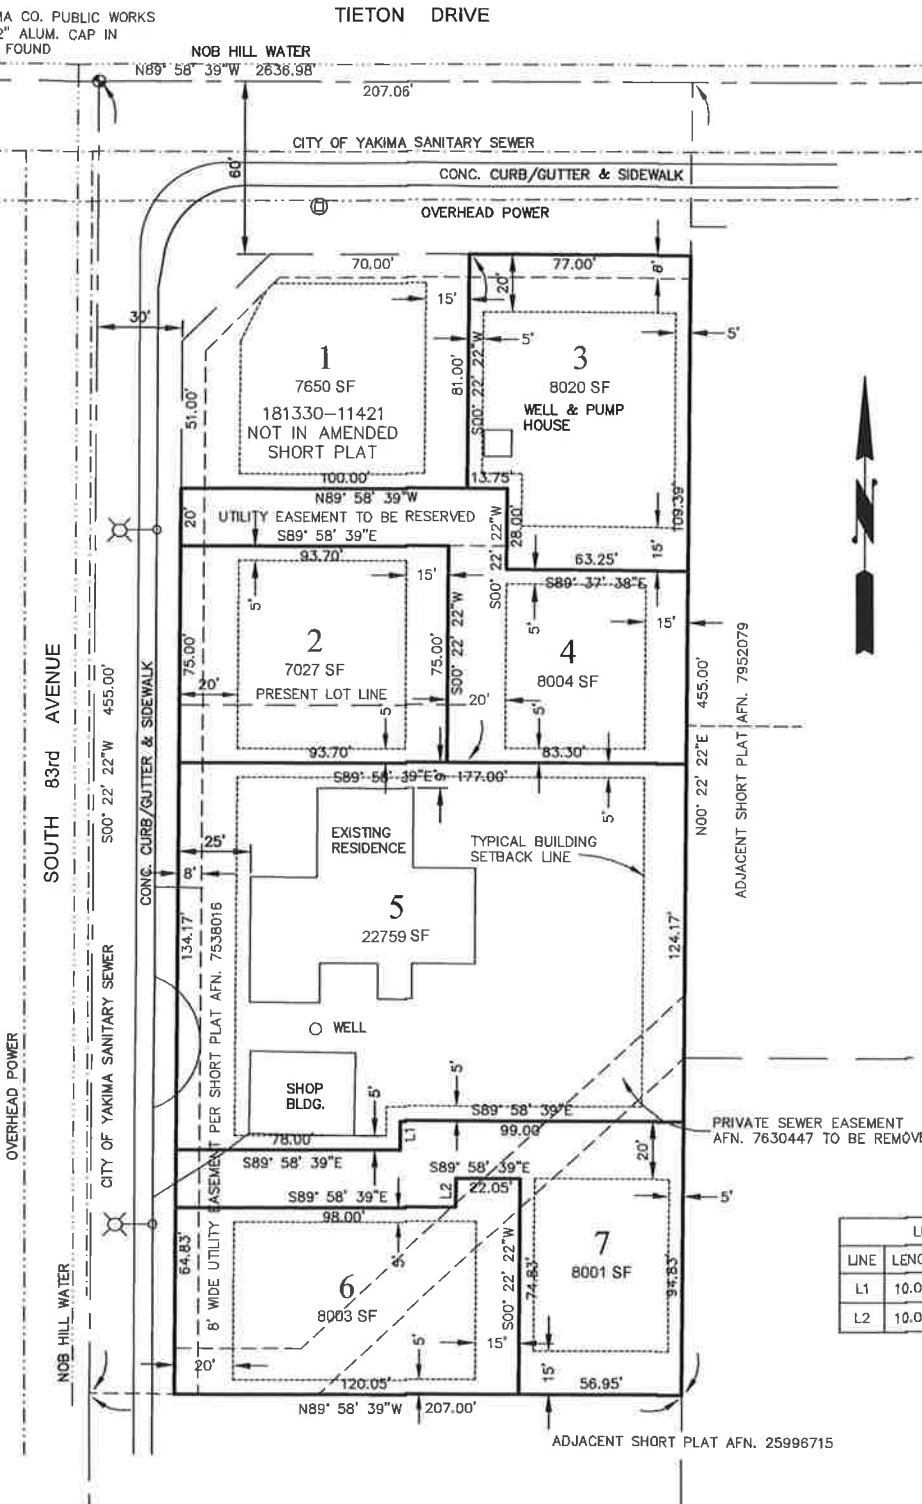 MA CO. PUBLIC WORKS
2" ALUM. CAP IN
FOUND
TIETON DRIVE
NOB HILL WATER
N89° 58' 39"W 2636.98'
207.06'
CITY OF YAKIMA SANITARY SEWER
60'
CONC. CURB/GUTTER & SIDEWALK
OVERHEAD POWER
70.00'
77.00'
8'
20'
15'
30'
5'
5'
1
7650 SF
181330-11421
NOT IN AMENDED
SHORT PLAT
51.00'
81.00'
S00° 22' 22"W
3
8020 SF
WELL & PUMP
HOUSE
100.00'
N89° 58' 39"W
13.75'
109.39'
20'
UTILITY EASEMENT TO BE RESERVED
S89° 58' 39"E
28.00'
S00° 22' 22"W
15'
93.70'
63.25'
S89° 37' 38"E
15'
5'
5'
15'
2
7027 SF
75.00'
75.00'
S00° 22' 22"W
4
8004 SF
20'
PRESENT LOT LINE
20'
5'
5'
93.70'
83.30'
N00° 22' 22"E 455.00'
ADJACENT SHORT PLAT AFN. 7952079
N
SOUTH 83rd AVENUE
S00° 22' 22"W 455.00'
CONC. CURB/GUTTER & SIDEWALK
S89° 58' 39"E
9'
177.00'
5'
25'
8'
EXISTING
RESIDENCE
TYPICAL BUILDING
SETBACK LINE
5
22759 SF
134.17'
124.17'
8' WIDE UTILITY EASEMENT PER SHORT PLAT AFN. 7538016
WELL
CITY OF YAKIMA SANITARY SEWER
OVERHEAD POWER
NOB HILL WATER
SHOP
BLDG.
5'
5'
S89° 58' 39"E
99.00'
78.00'
L1
PRIVATE SEWER EASEMENT
AFN. 7630447 TO BE REMOVE
S89° 58' 39"E
S89° 58' 39"E
20'
S89° 58' 39"E
L2
22.05'
5'
98.00'
64.83'
5'
S00° 22' 22"W
74.83'
94.83'
6
8003 SF
7
8001 SF
20'
5'
15'
15'
120.05'
56.95'
N89° 58' 39"W 207.00'
ADJACENT SHORT PLAT AFN. 25996715
L
LINE LENG
L1 10.0
L2 10.0